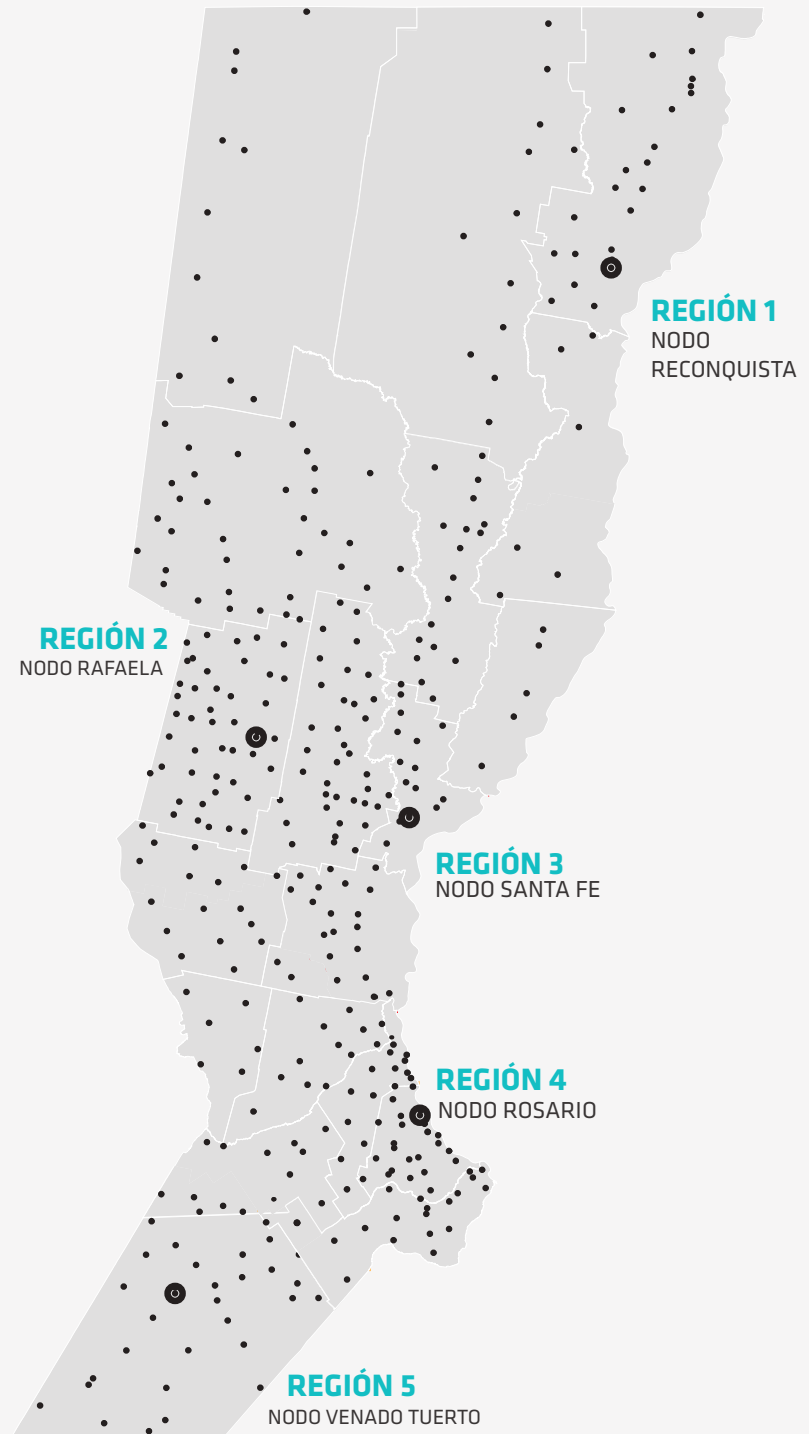 REGIÓN 1
NODO
RECONQUISTA
REGIÓN 2
NODO RAFAELA
REGIÓN 3
NODO SANTA FE
REGIÓN 4
NODO ROSARIO
REGIÓN 5
NODO VENADO TUERTO